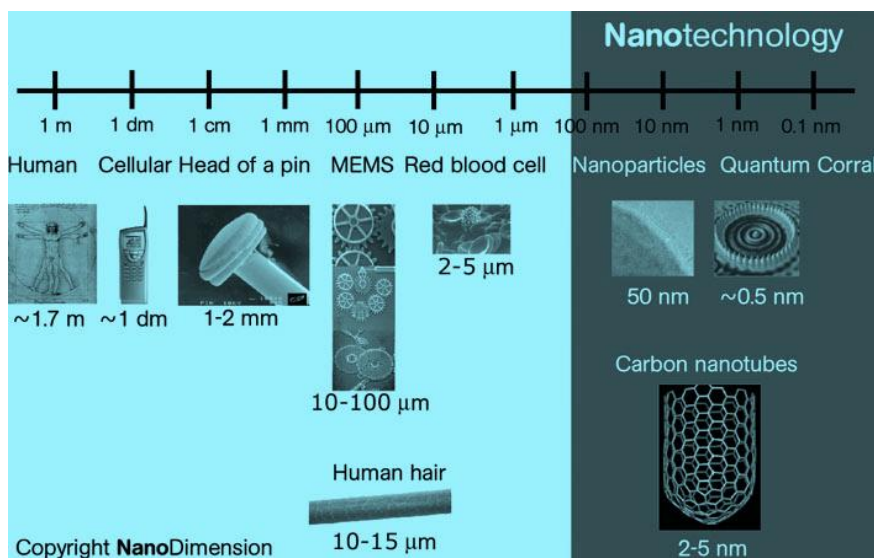 Nanotechnology
1 m 1 dm 1 cm 1 mm 100 μm 10 μm 1 μm 100 nm 10 nm 1 nm 0.1 nm
Human Cellular Head of a pin MEMS Red blood cell Nanoparticles Quantum Corral
~1.7 m ~1 dm 1-2 mm 10-100 μm 2-5 μm 50 nm ~0.5 nm
Carbon nanotubes
2-5 nm
Human hair
10-15 μm
Copyright NanoDimension